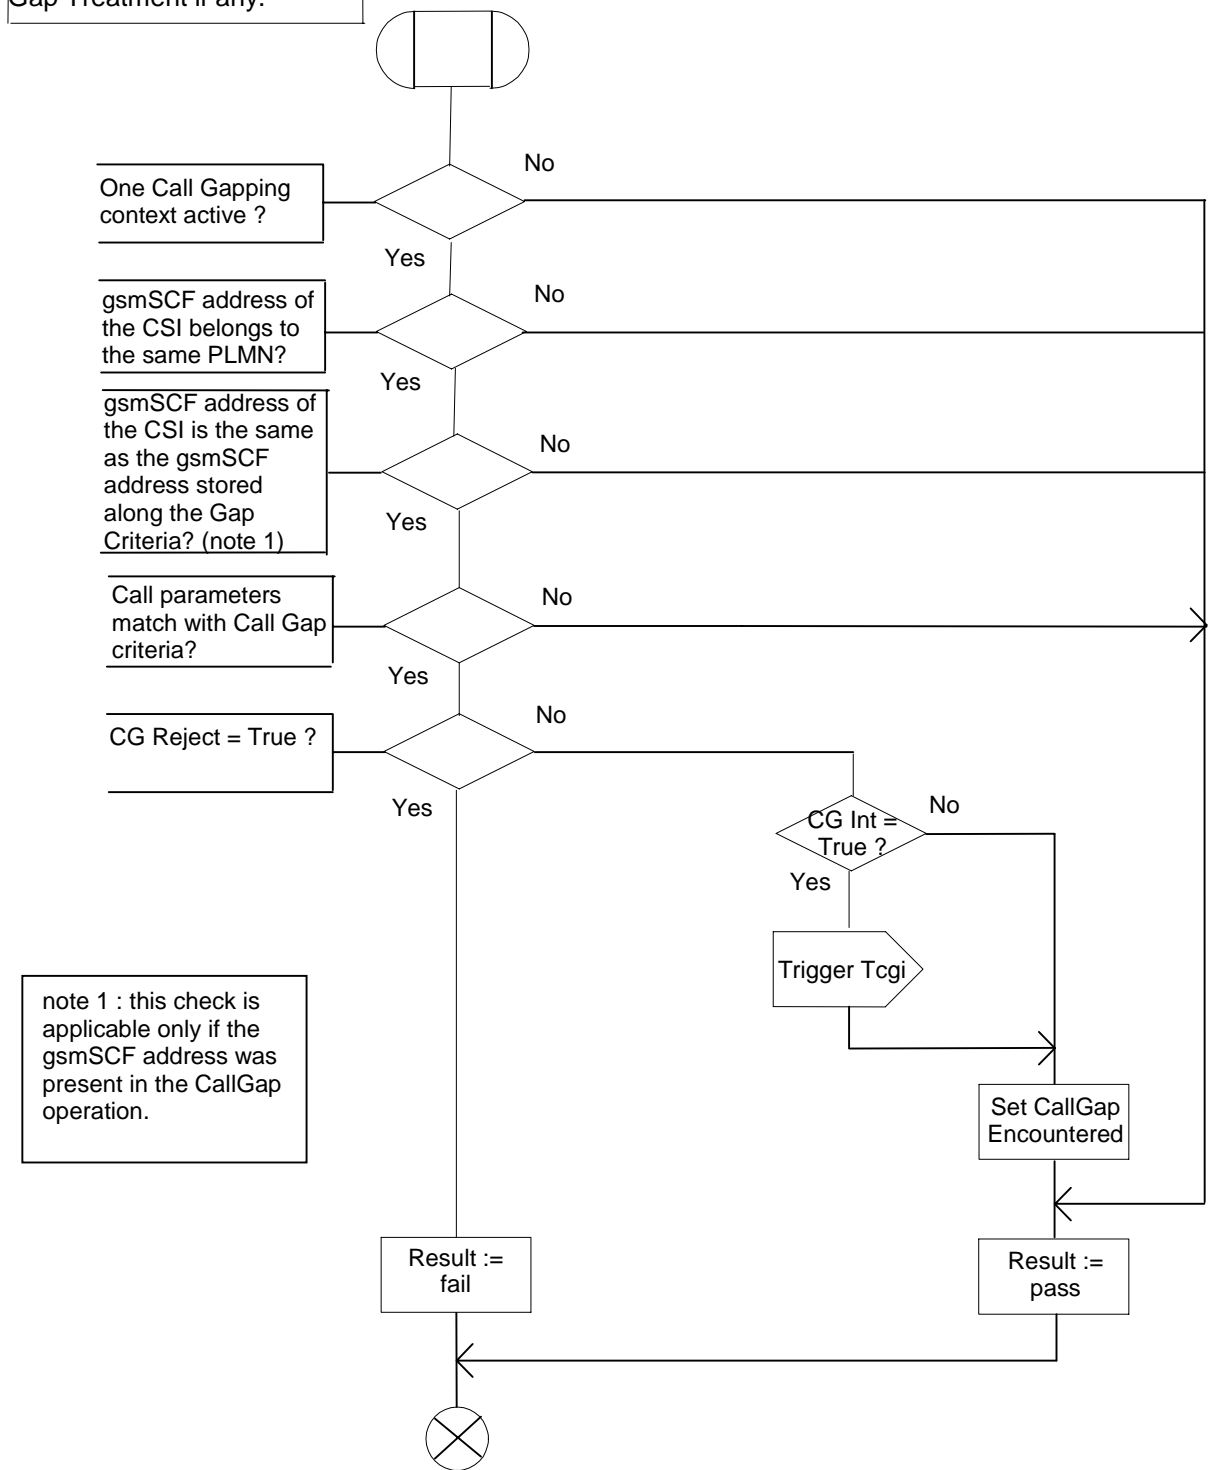 Gap Treatment if any.
No
One Call Gapping
context active ?
Yes
No
gsmSCF address of
the CSI belongs to
the same PLMN?
Yes
gsmSCF address of
the CSI is the same
as the gsmSCF
address stored
along the Gap
Criteria? (note 1)
No
Yes
Call parameters
match with Call Gap
criteria?
No
Yes
CG Reject = True ?
No
Yes
CG Int =
True ?
No
Yes
Trigger Tcgi
note 1 : this check is
applicable only if the
gsmSCF address was
present in the CallGap
operation.
Set CallGap
Encountered
Result :=
fail
Result :=
pass